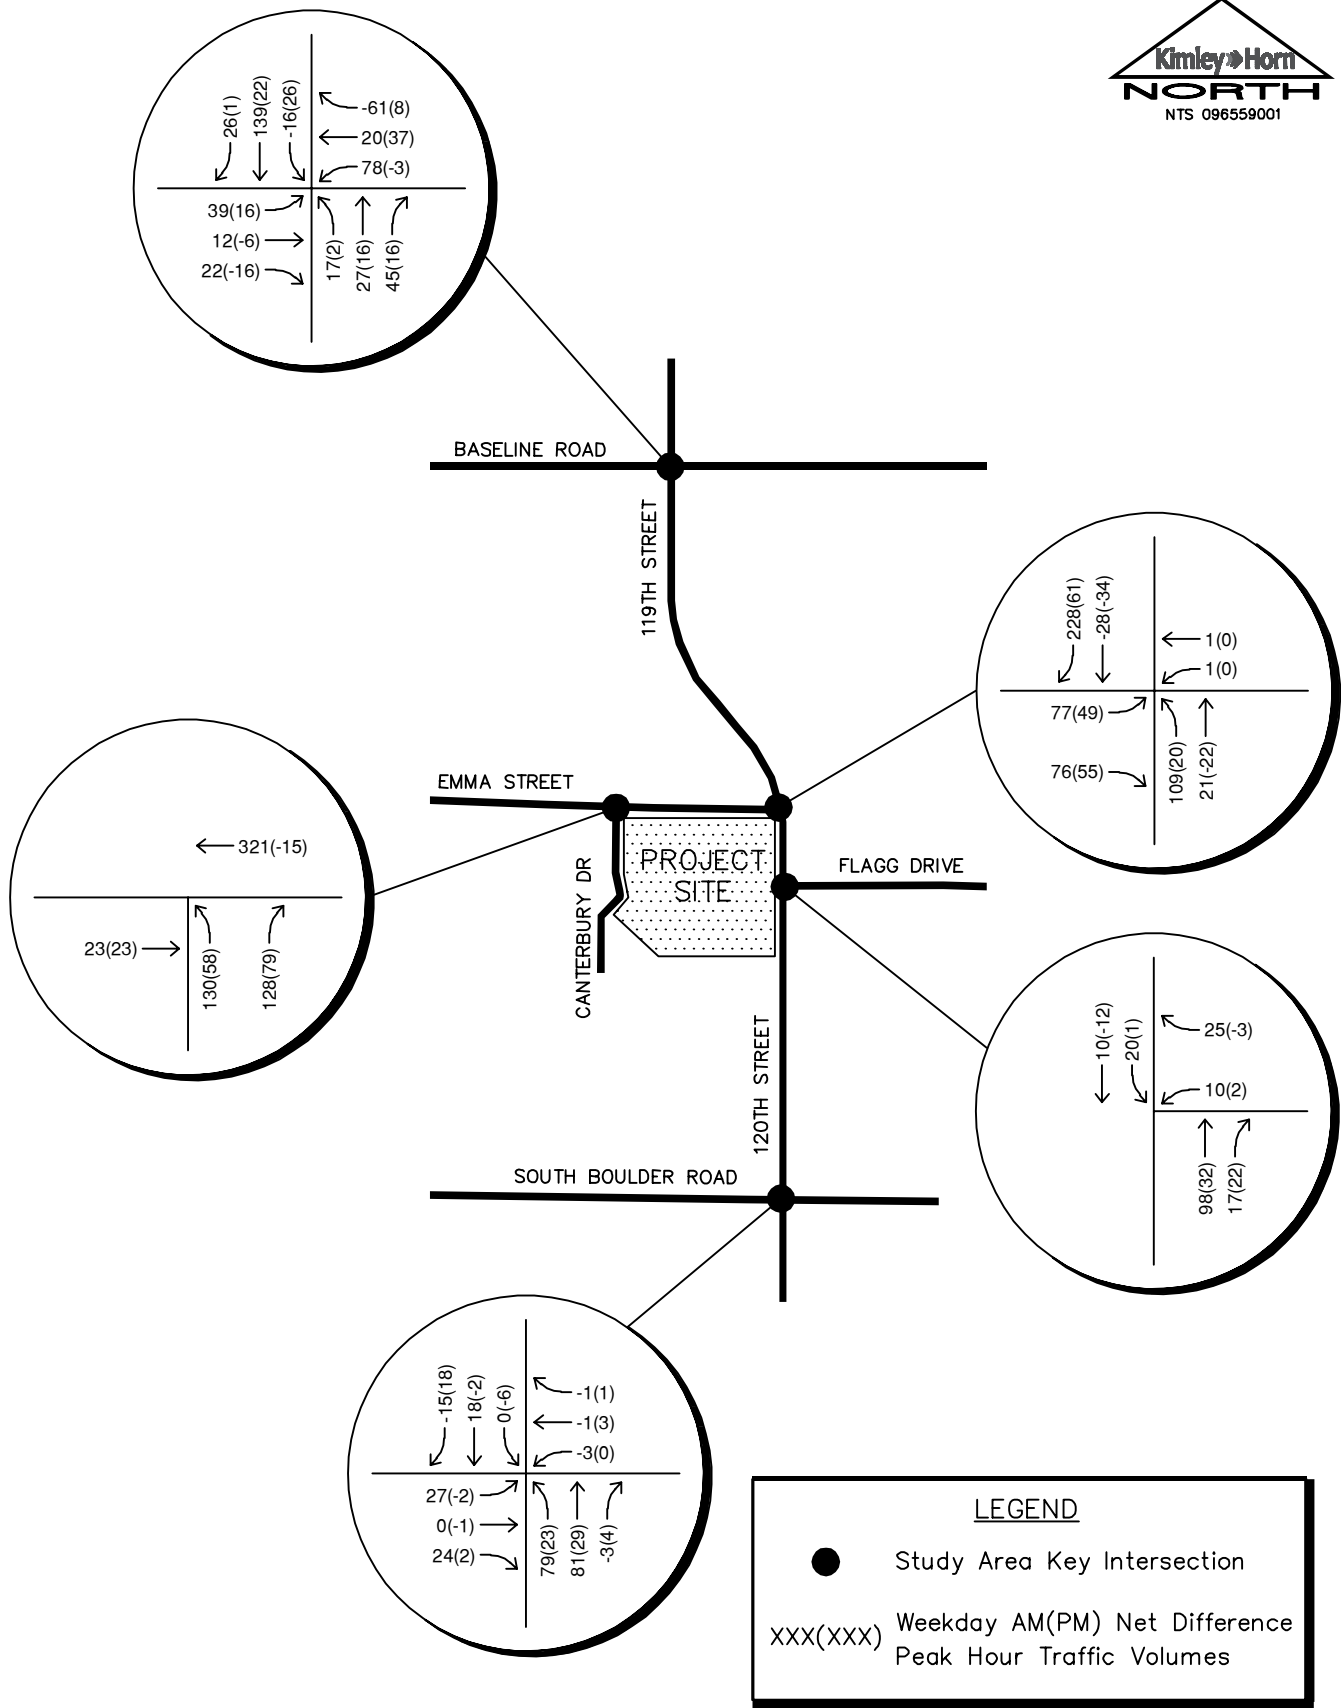 Kimley»Horn
NORTH
NTS 096559001
26(1)
139(22)
-16(26)
-61(8)
20(37)
78(-3)
39(16)
12(-6)
22(-16)
17(2)
27(16)
45(16)
BASELINE ROAD
119TH STREET
228(61)
-28(-34)
1(0)
1(0)
77(49)
76(55)
109(20)
21(-22)
EMMA STREET
321(-15)
23(23)
130(58)
128(79)
PROJECT
SITE
CANTERBURY DR
FLAGG DRIVE
10(-12)
20(1)
25(-3)
10(2)
98(32)
17(22)
120TH STREET
SOUTH BOULDER ROAD
-15(18)
18(-2)
0(-6)
-1(1)
-1(3)
-3(0)
27(-2)
0(-1)
24(2)
79(23)
81(29)
-3(4)
LEGEND
Study Area Key Intersection
XXX(XXX) Weekday AM(PM) Net Difference
Peak Hour Traffic Volumes